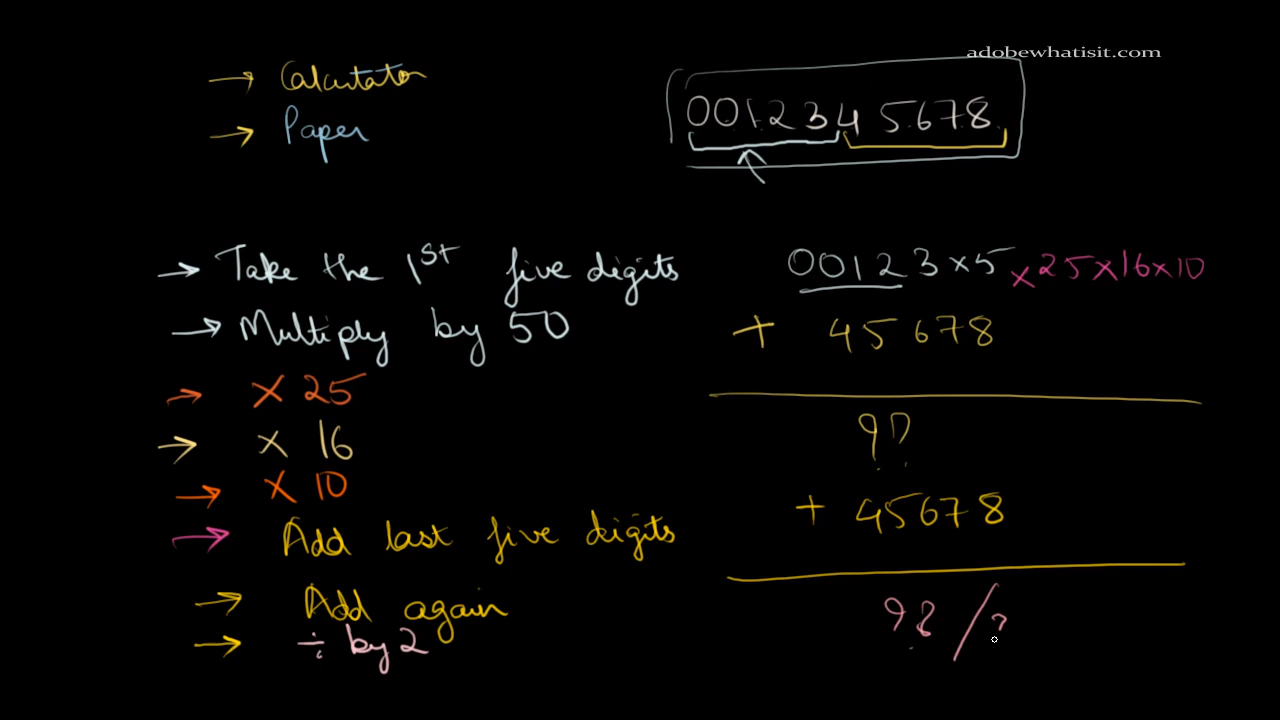 adobewhatisit.com
→ Calculator
→ Paper
0012345678
→ Take the 1st five digits
→ Multiply by 50
→ × 25
→ × 16
→ × 10
→ Add last five digits
→ Add again
→ ÷ by 2
00123×5×25×16×10
+ 45678
??
+ 45678
?? / ?